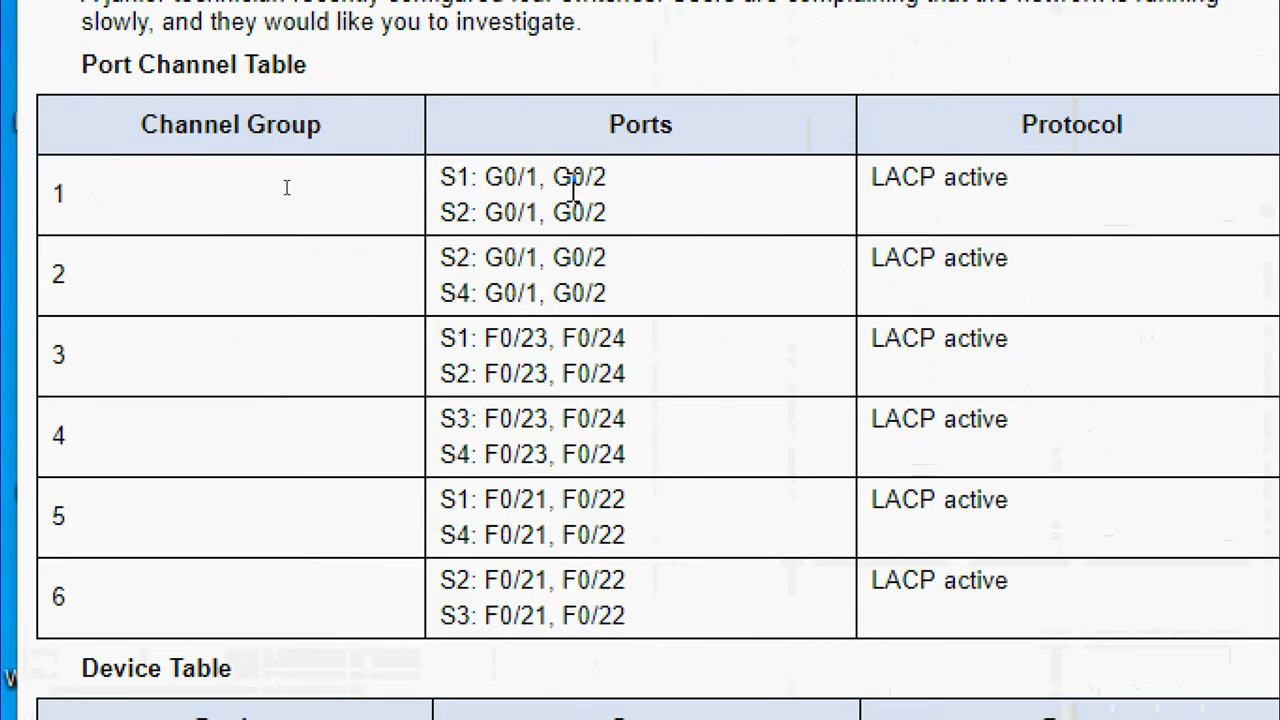 slowly, and they would like you to investigate.
Port Channel Table
Channel Group Ports Protocol
1 S1: G0/1, G0/2 LACP active
S2: G0/1, G0/2
2 S2: G0/1, G0/2 LACP active
S4: G0/1, G0/2
3 S1: F0/23, F0/24 LACP active
S2: F0/23, F0/24
4 S3: F0/23, F0/24 LACP active
S4: F0/23, F0/24
5 S1: F0/21, F0/22 LACP active
S4: F0/21, F0/22
6 S2: F0/21, F0/22 LACP active
S3: F0/21, F0/22
Device Table